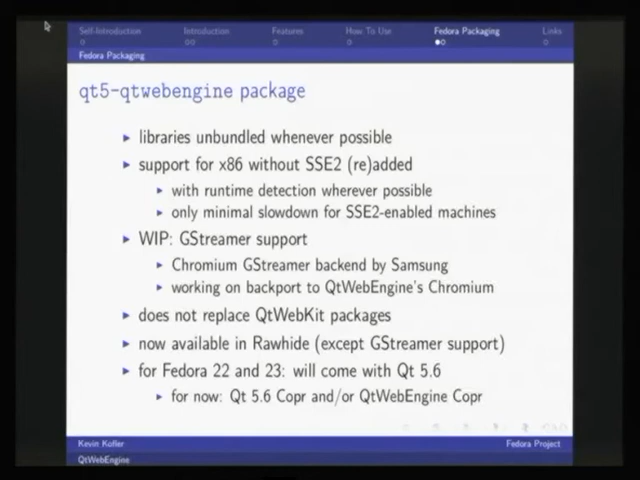 Self-Introduction Introduction Features How To Use Fedora Packaging Links
Fedora Packaging
qt5-qtwebengine package
libraries unbundled whenever possible
support for x86 without SSE2 (re)added
with runtime detection wherever possible
only minimal slowdown for SSE2-enabled machines
WIP: GStreamer support
Chromium GStreamer backend by Samsung
working on backport to QtWebEngine's Chromium
does not replace QtWebKit packages
now available in Rawhide (except GStreamer support)
for Fedora 22 and 23: will come with Qt 5.6
for now: Qt 5.6 Copr and/or QtWebEngine Copr
Kevin Kofler Fedora Project
QtWebEngine